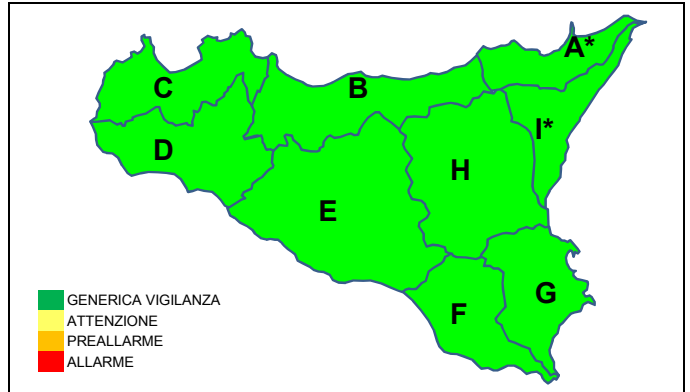 A*
C
B
I*
D
H
E
G
F
GENERICA VIGILANZA
ATTENZIONE
PREALLARME
ALLARME